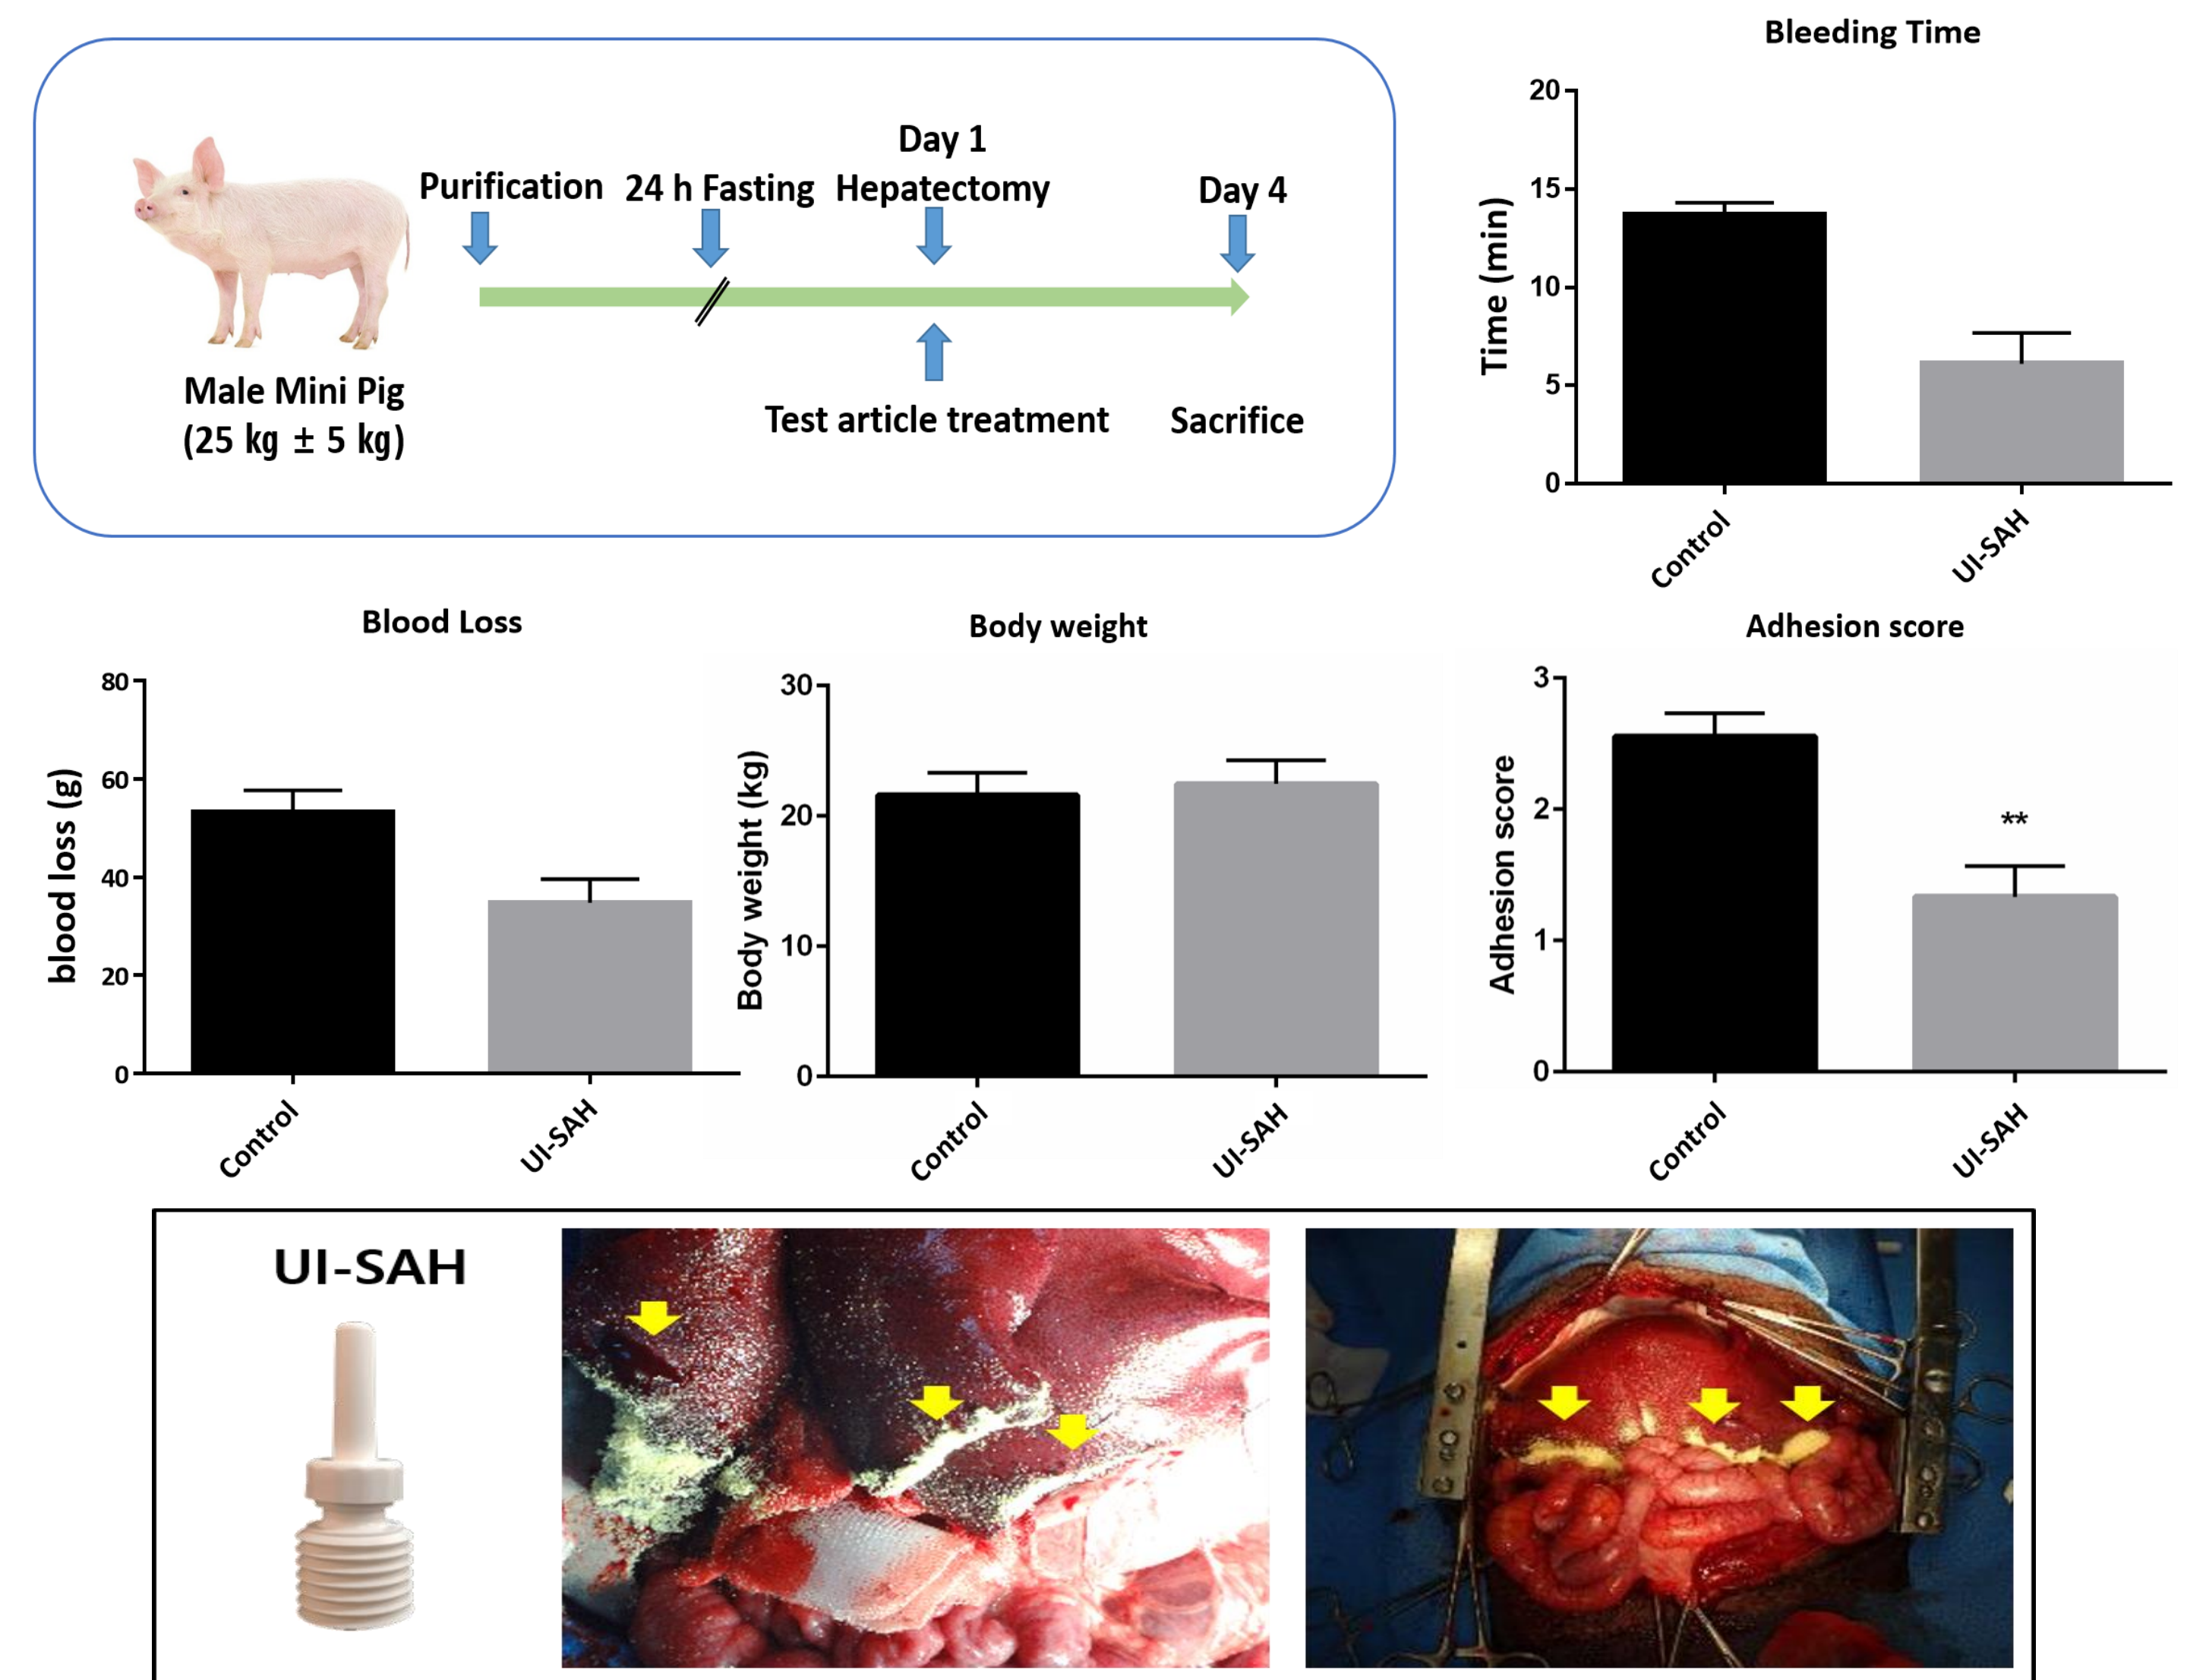 Day 1
Purification
24 h Fasting
Hepatectomy
Day 4
Male Mini Pig
(25 kg ± 5 kg)
Test article treatment
Sacrifice
Bleeding Time
Time (min)
20
15
10
5
0
Control
UI-SAH
Blood Loss
blood loss (g)
80
60
40
20
0
Control
UI-SAH
Body weight
Body weight (kg)
30
20
10
0
Control
UI-SAH
Adhesion score
Adhesion score
3
2
1
0
**
Control
UI-SAH
UI-SAH